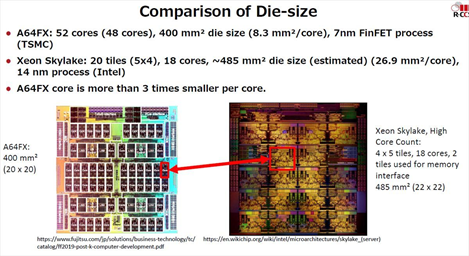 Comparison of Die-size
R-CCS
A64FX: 52 cores (48 cores), 400 mm² die size (8.3 mm²/core), 7nm FinFET process
(TSMC)
Xeon Skylake: 20 tiles (5x4), 18 cores, ~485 mm² die size (estimated) (26.9 mm²/core),
14 nm process (Intel)
A64FX core is more than 3 times smaller per core.
A64FX:
400 mm²
(20 x 20)
Xeon Skylake, High
Core Count:
4 x 5 tiles, 18 cores, 2
tiles used for memory
interface
485 mm² (22 x 22)
https://www.fujitsu.com/jp/solutions/business-technology/tc/
catalog/ff2019-post-k-computer-development.pdf
https://en.wikichip.org/wiki/intel/microarchitectures/skylake_(server)